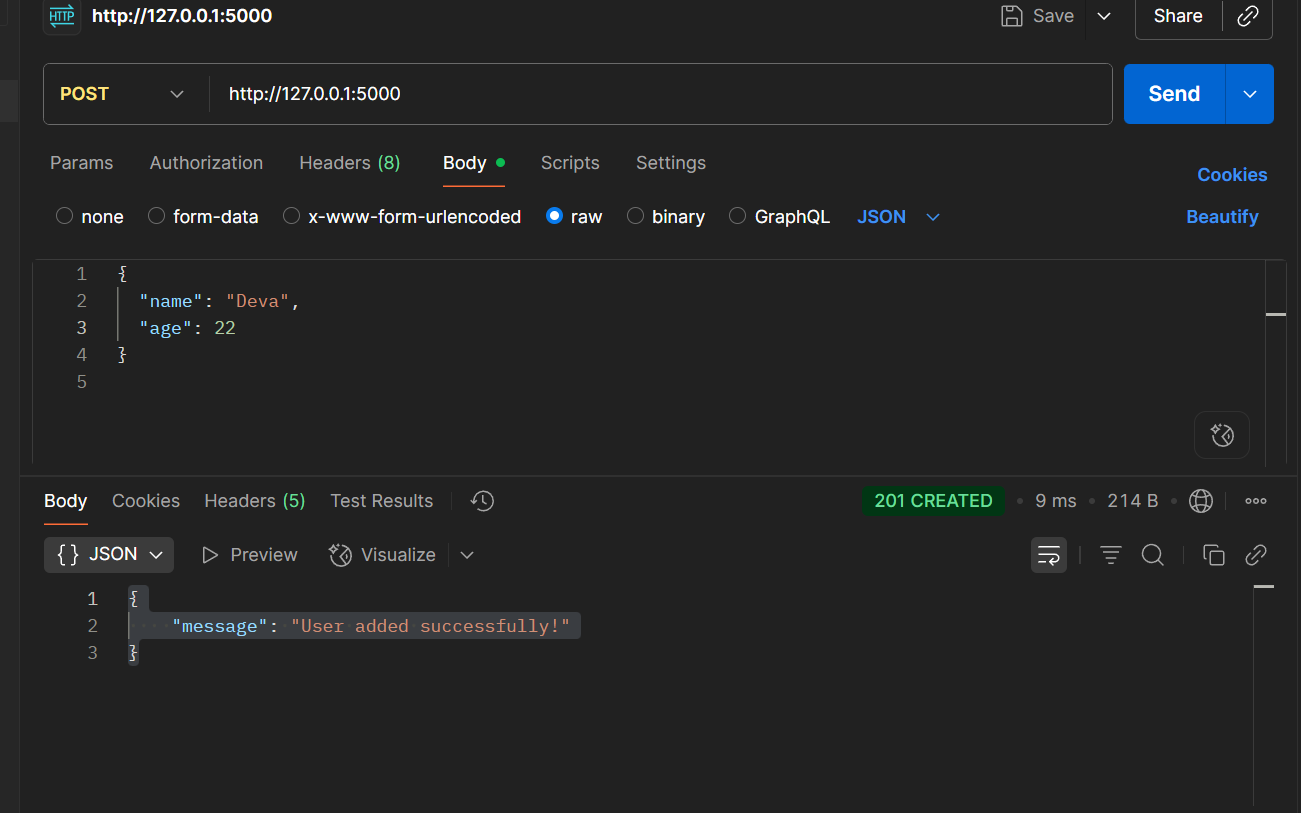 HTTP http://127.0.0.1:5000 Save Share
POST http://127.0.0.1:5000 Send
Params Authorization Headers (8) Body Scripts Settings Cookies
none form-data x-www-form-urlencoded raw binary GraphQL JSON Beautify
1 {
2 "name": "Deva",
3 "age": 22
4 }
5
Body Cookies Headers (5) Test Results 201 CREATED • 9 ms • 214 B
{} JSON Preview Visualize
1 {
2 "message": "User added successfully!"
3 }